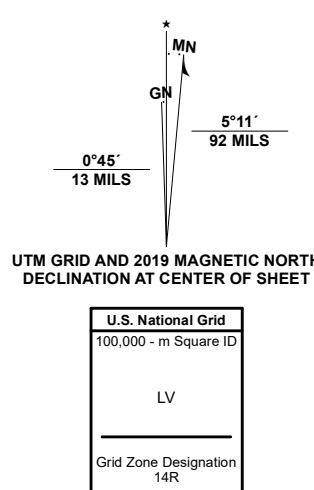 MN
GN
5°11´
92 MILS
0°45´
13 MILS
UTM GRID AND 2019 MAGNETIC NORTH
DECLINATION AT CENTER OF SHEET
U.S. National Grid
100,000 - m Square ID
LV
Grid Zone Designation
14R